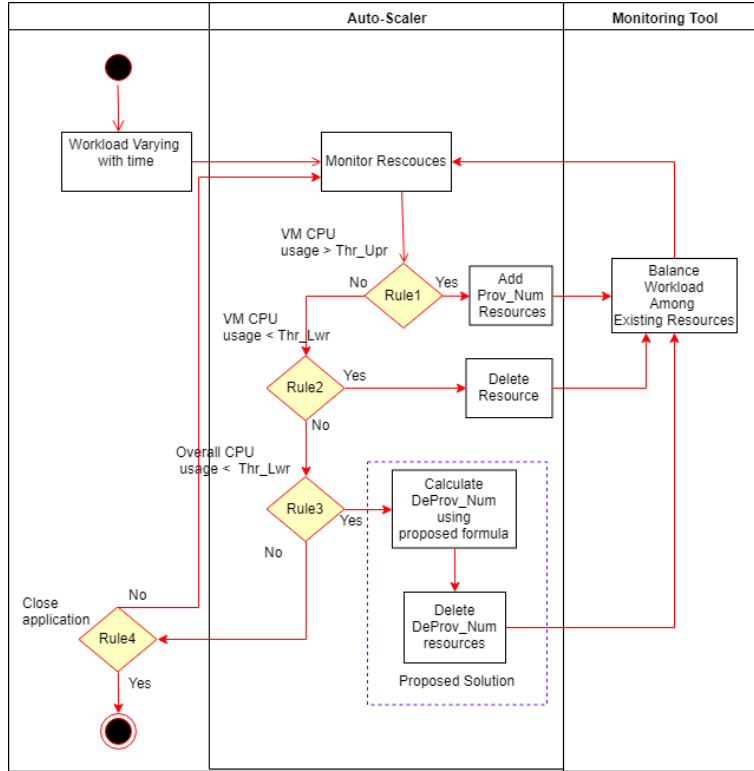 Auto-Scaler
Monitoring Tool
Workload Varying
with time
Monitor Rescouces
VM CPU
usage > Thr_Upr
No
Rule1
Yes
Add
Prov_Num
Resources
Balance
Workload
Among
Existing Resources
VM CPU
usage < Thr_Lwr
Rule2
Yes
Delete
Resource
No
Overall CPU
usage < Thr_Lwr
Rule3
Yes
Calculate
DeProv_Num
using
proposed formula
No
Delete
DeProv_Num
resources
Proposed Solution
No
Close
application
Rule4
Yes